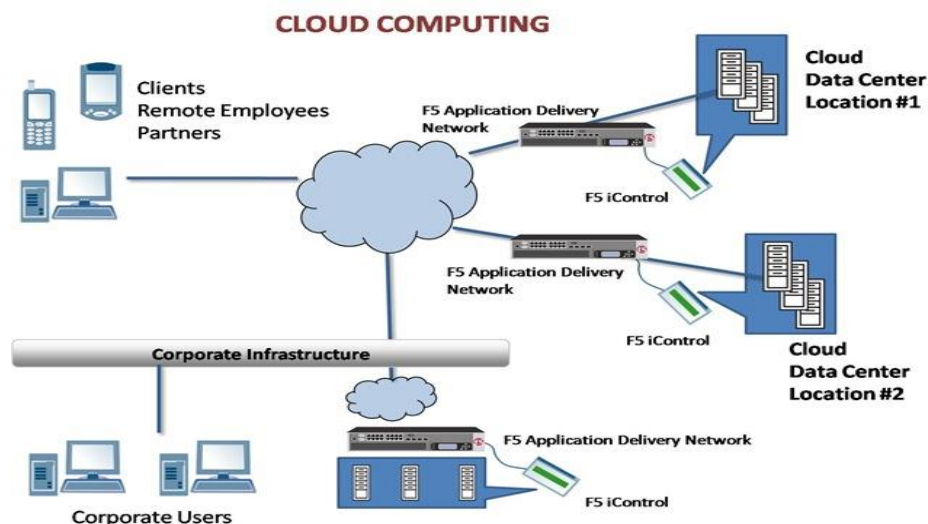 CLOUD COMPUTING
Clients
Remote Employees
Partners
F5 Application Delivery
Network
F5 iControl
Cloud
Data Center
Location #1
F5 Application Delivery
Network
F5 iControl
Cloud
Data Center
Location #2
Corporate Infrastructure
F5 Application Delivery Network
F5 iControl
Corporate Users